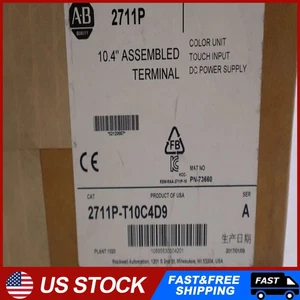 AB
2711P
10.4" ASSEMBLED
TERMINAL
COLOR UNIT
TOUCH INPUT
DC POWER SUPPLY
FB
MAT NO
PN-73660
CAT
PRODUCT OF USA
SER
2711P-T10C4D9
A
生产日期
US STOCK
FAST&FREE
SHIPPING